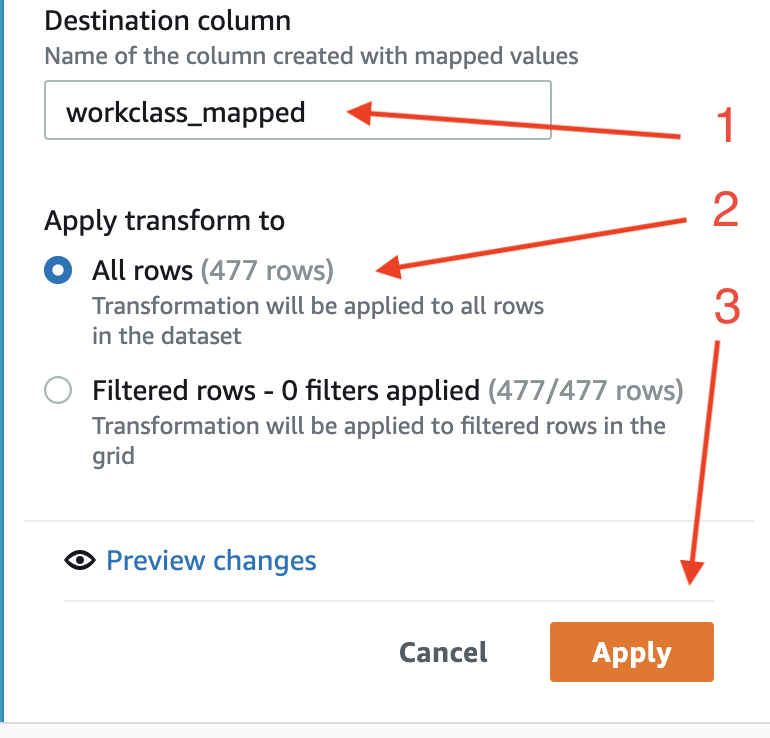 Destination column
Name of the column created with mapped values
workclass_mapped
1
Apply transform to
2
All rows (477 rows)
Transformation will be applied to all rows
in the dataset
3
Filtered rows - 0 filters applied (477/477 rows)
Transformation will be applied to filtered rows in the
grid
Preview changes
Cancel
Apply